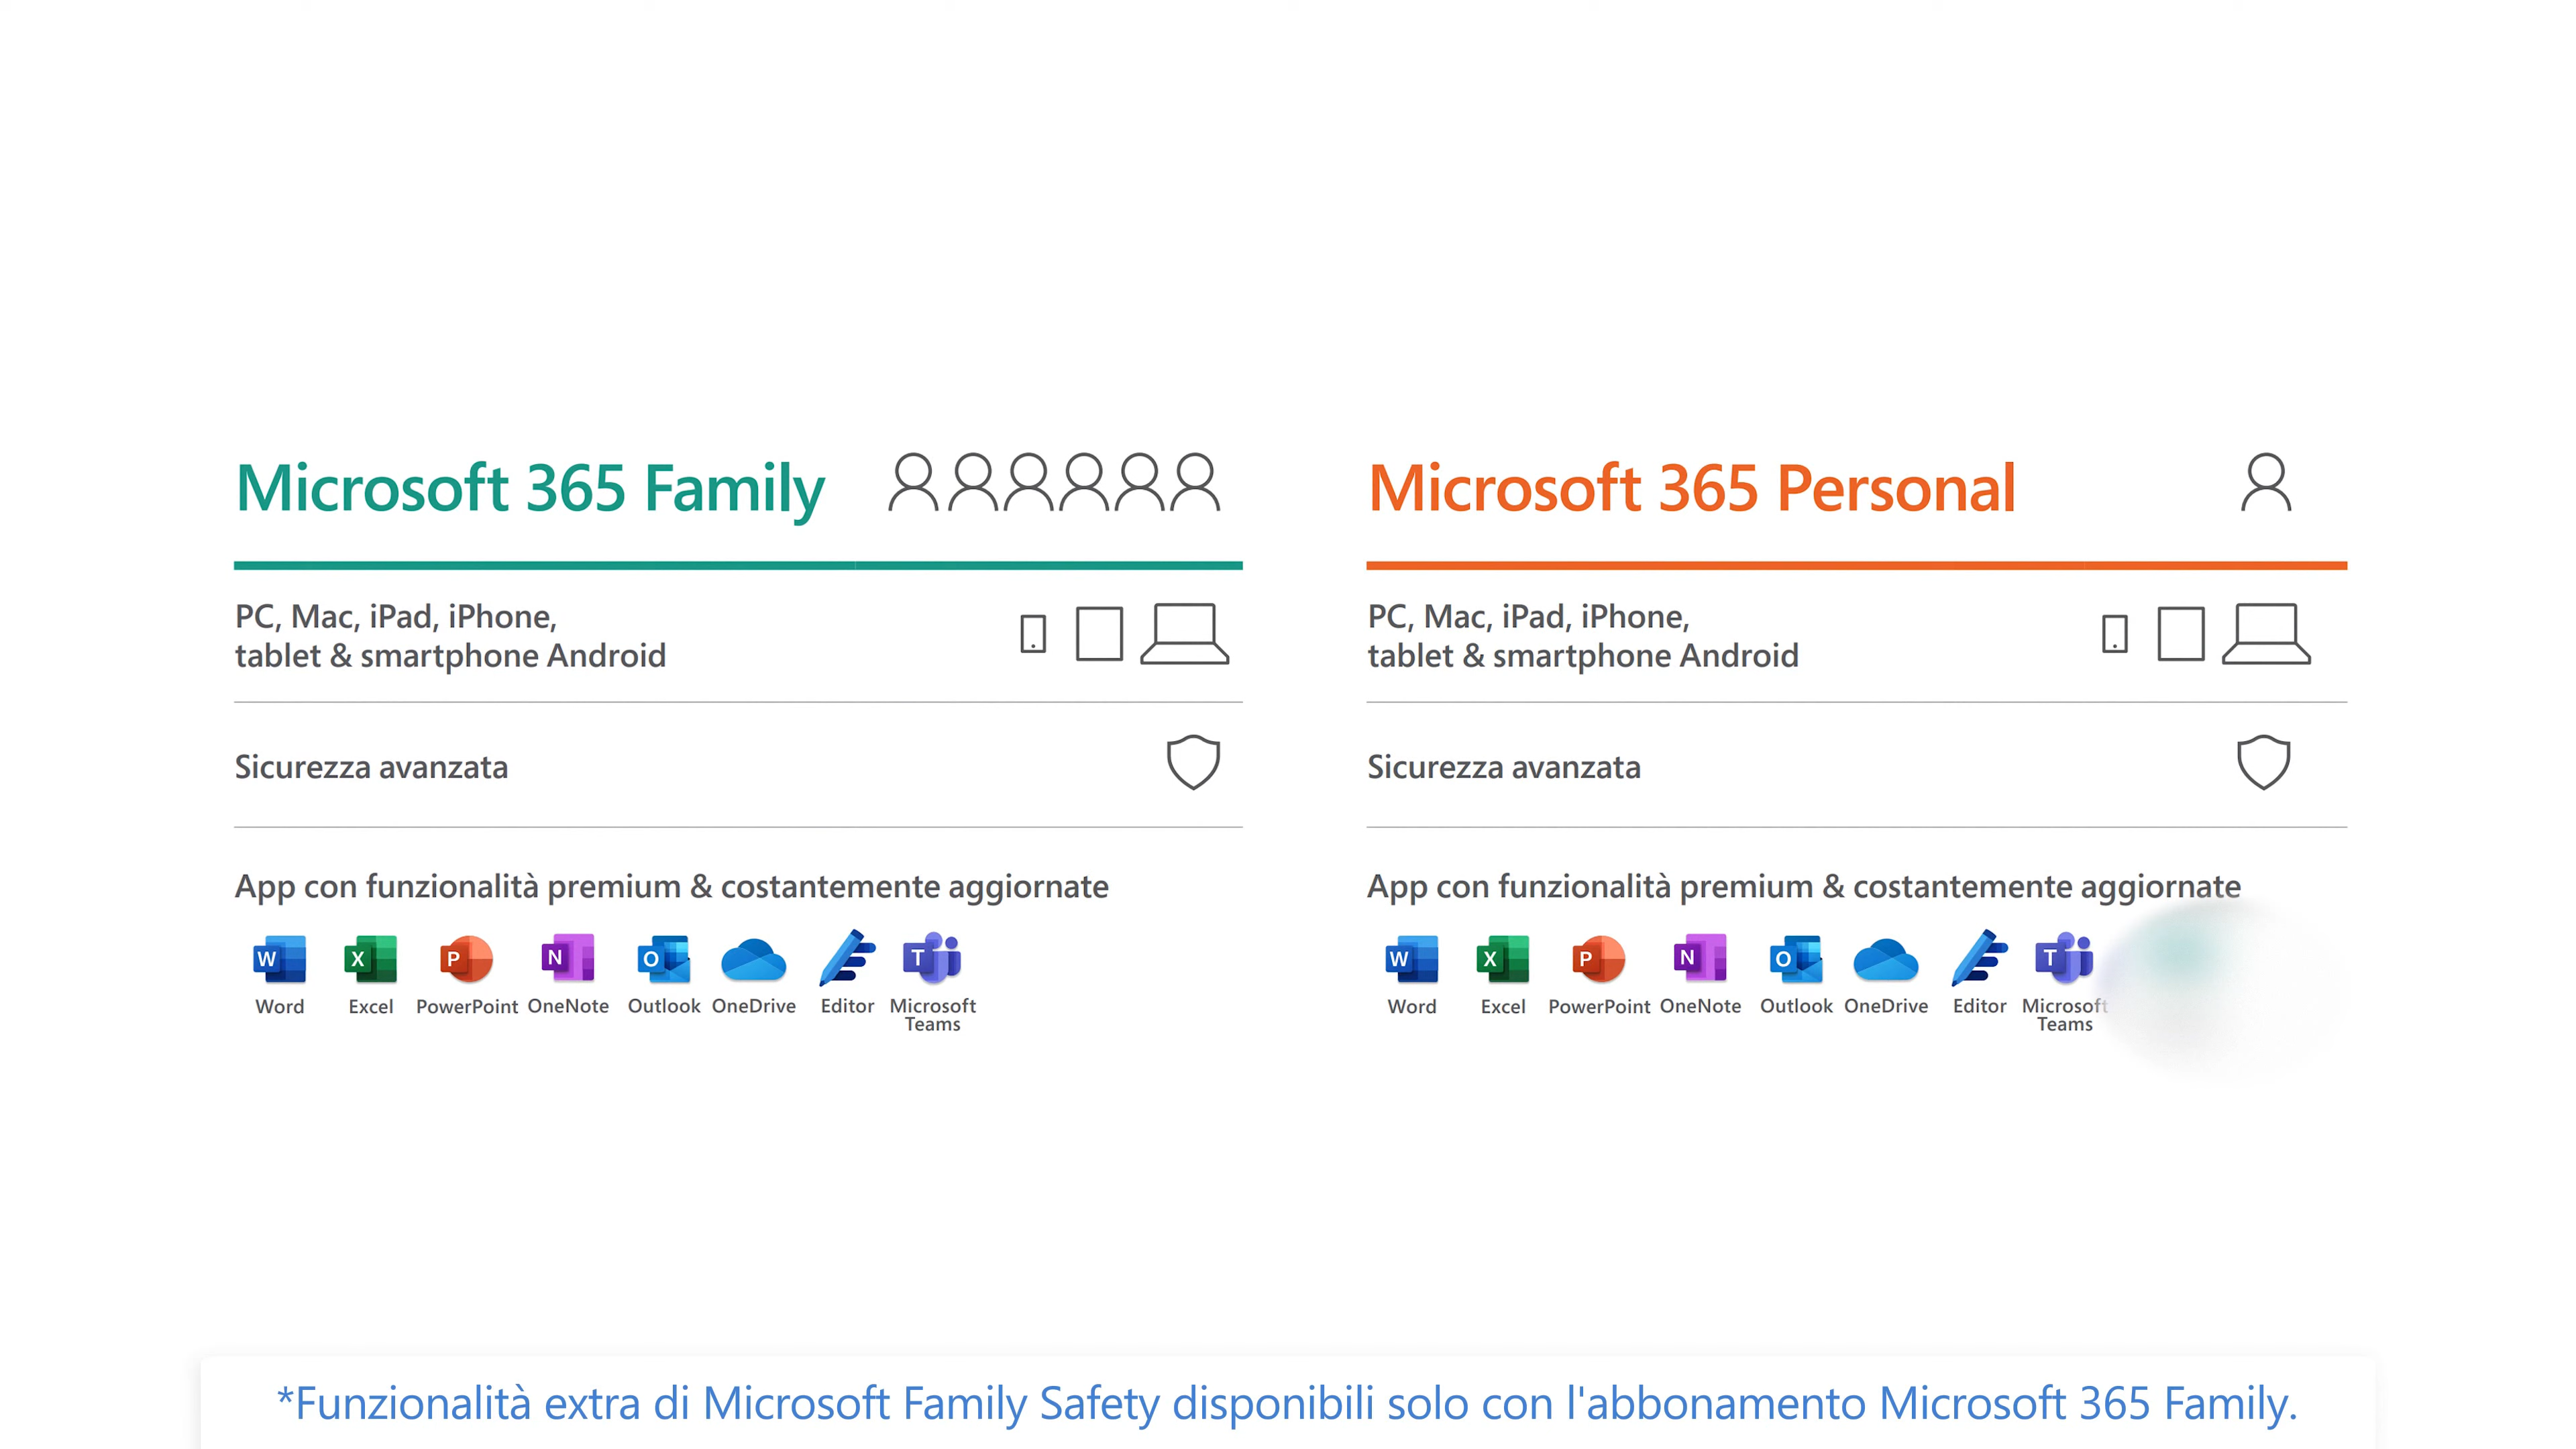 Microsoft 365 Family
PC, Mac, iPad, iPhone,
tablet & smartphone Android
Sicurezza avanzata
App con funzionalità premium & costantemente aggiornate
W X P N O T
Word Excel PowerPoint OneNote Outlook OneDrive Editor Microsoft
Teams
Microsoft 365 Personal
PC, Mac, iPad, iPhone,
tablet & smartphone Android
Sicurezza avanzata
App con funzionalità premium & costantemente aggiornate
W X P N O T
Word Excel PowerPoint OneNote Outlook OneDrive Editor Microsoft
Teams
*Funzionalità extra di Microsoft Family Safety disponibili solo con l'abbonamento Microsoft 365 Family.